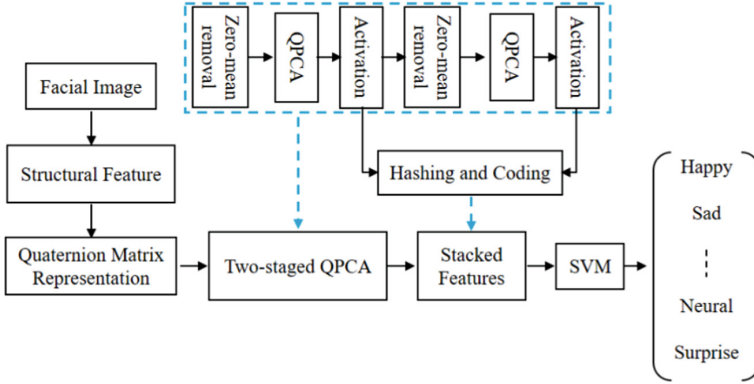 Zero-mean
removal
QPCA
Activation
Zero-mean
removal
QPCA
Activation
Facial Image
Structural Feature
Hashing and Coding
Quaternion Matrix
Representation
Two-staged QPCA
Stacked
Features
SVM
Happy
Sad
Neural
Surprise